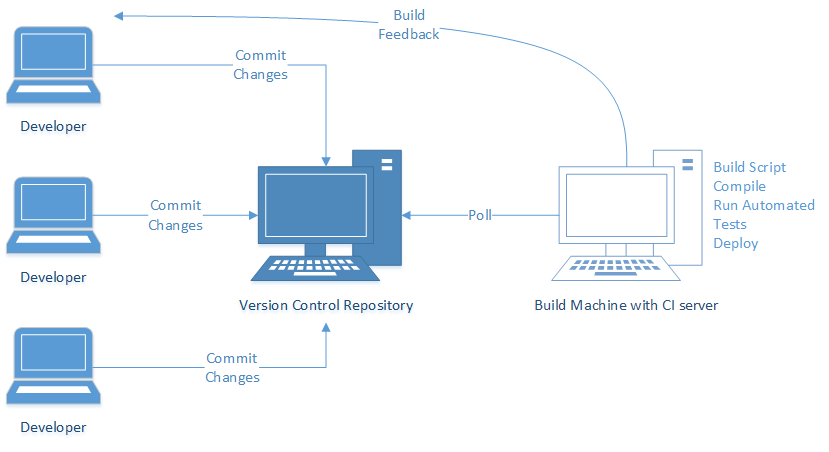 Build
Feedback
Commit
Changes
Developer
Build Script
Compile
Run Automated
Tests
Deploy
Commit
Changes
Poll
Developer
Version Control Repository
Build Machine with CI server
Commit
Changes
Developer